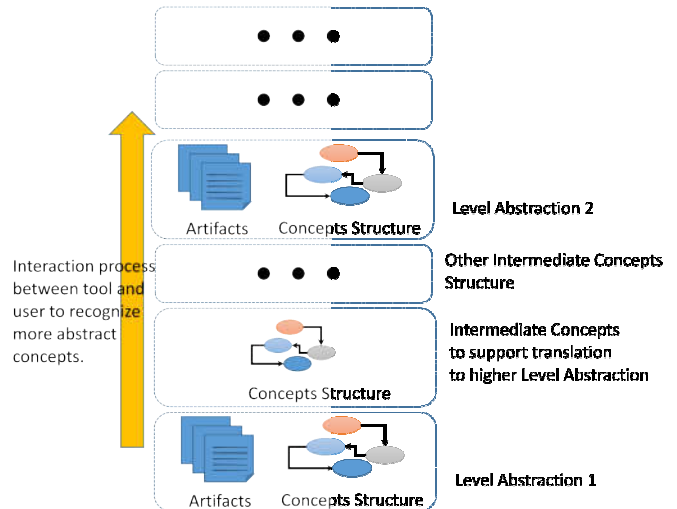 Artifacts
Concepts Structure
Level Abstraction 2
Interaction process
between tool and
user to recognize
more abstract
concepts.
Other Intermediate Concepts
Structure
Intermediate Concepts
to support translation
to higher Level Abstraction
Concepts Structure
Artifacts
Concepts Structure
Level Abstraction 1